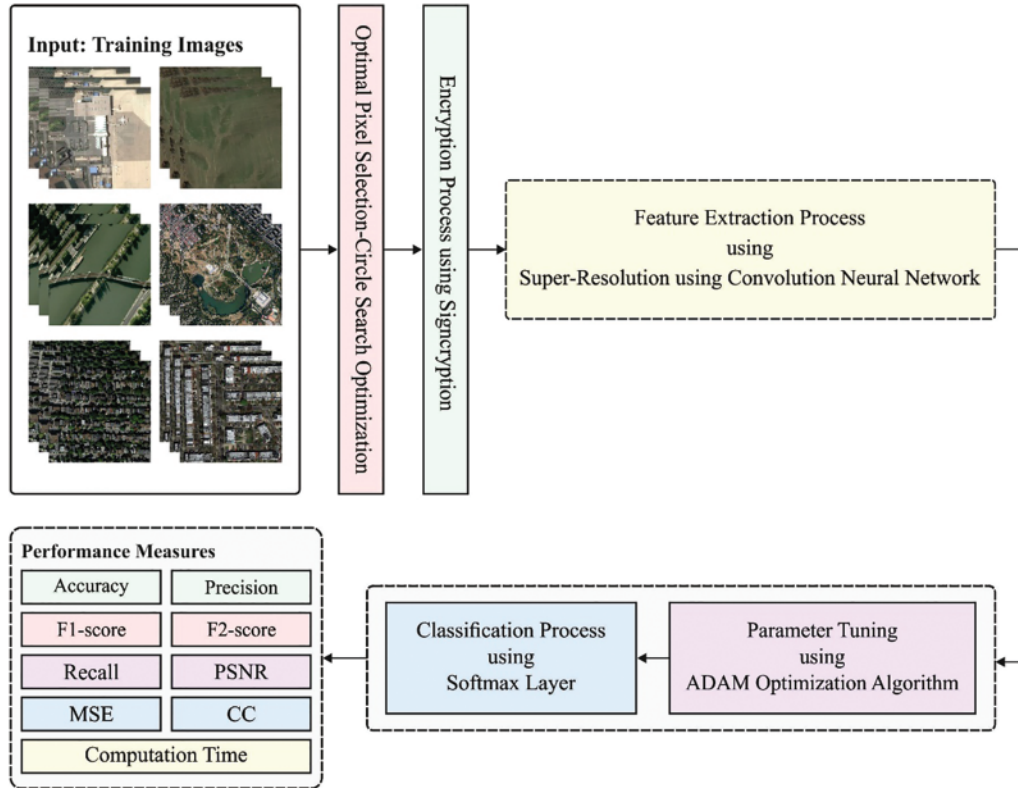 Input: Training Images
Optimal Pixel Selection-Circle Search Optimization
Encryption Process using Signcryption
Feature Extraction Process
using
Super-Resolution using Convolution Neural Network
Performance Measures
Accuracy
Precision
F1-score
F2-score
Recall
PSNR
MSE
CC
Computation Time
Classification Process
using
Softmax Layer
Parameter Tuning
using
ADAM Optimization Algorithm